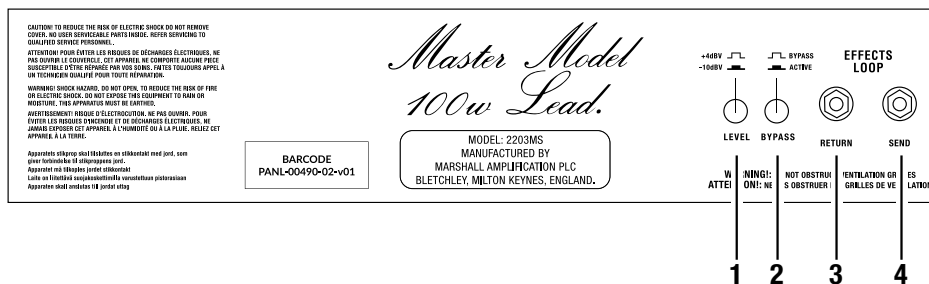 CAUTION! TO REDUCE THE RISK OF ELECTRIC SHOCK DO NOT REMOVE
COVER. NO USER SERVICEABLE PARTS INSIDE. REFER SERVICING TO
QUALIFIED SERVICE PERSONNEL.
ATTENTION! POUR ÉVITER LES RISQUES DE DÉCHARGES ÉLECTRIQUES, NE
PAS OUVRIR LE COUVERCLE. CET APPAREIL NE COMPORTE AUCUNE PIECE
SUSCEPTIBLE D'ÊTRE RÉPARÉE PAR VOS SOINS. FAITES TOUJOURS APPEL À
UN TECHNICIEN QUALIFIÉ POUR TOUTE RÉPARATION.
WARNING! SHOCK HAZARD. DO NOT OPEN. TO REDUCE THE RISK OF FIRE
OR ELECTRIC SHOCK. DO NOT EXPOSE THIS EQUIPMENT TO RAIN OR
MOISTURE. THIS APPARATUS MUST BE EARTHED.
AVERTISSEMENT! RISQUE D'ÉLECTROCUTION. NE PAS OUVRIR. POUR
ÉVITER LES RISQUES D'INCENDIE ET DE DÉCHARGES ÉLECTRIQUES. NE
JAMAIS EXPOSER CET APPAREIL À L'HUMIDITÉ OU À LA PLUIE. RELIEZ CET
APPAREIL À LA TERRE.
Apparatets stikprop skal tilsluttes en stikkontakt med jord, som
giver forbindelse til stikproppens jord.
Apparatet må tilkoples jordet stikkontakt
Laite on liitettävä suojakoskettimilla varustettuun pistorasiaan
Apparaten skall anslutas till jordat uttag
BARCODE
PANL-00490-02-v01
Master Model
100w Lead.
MODEL: 2203MS
MANUFACTURED BY
MARSHALL AMPLIFICATION PLC
BLETCHLEY, MILTON KEYNES, ENGLAND.
+4dBV
-10dBV
BYPASS
ACTIVE
EFFECTS
LOOP
LEVEL BYPASS
RETURN
SEND
NOT
NE
OBSTRUER
GRILLES DE
1 2 3 4